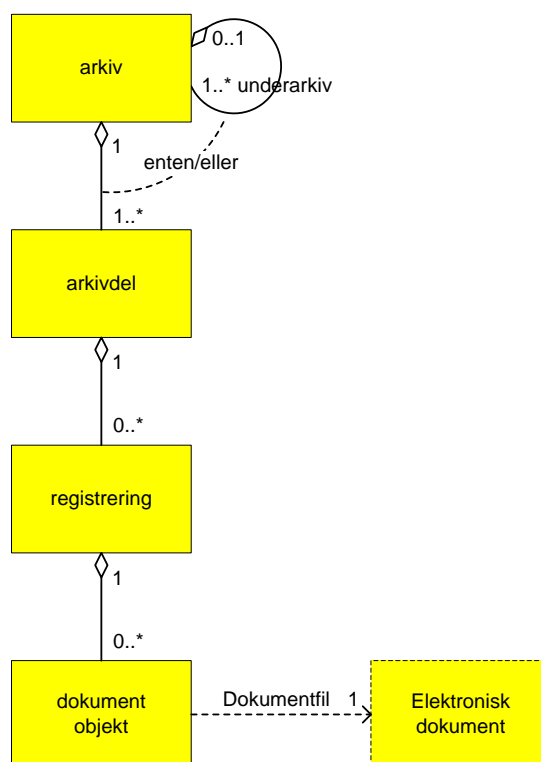 arkiv
0..1
1..* underarkiv
1
enten/eller
1..*
arkivdel
1
0..*
registrering
1
0..*
dokument
objekt
Dokumentfil 1
Elektronisk
dokument